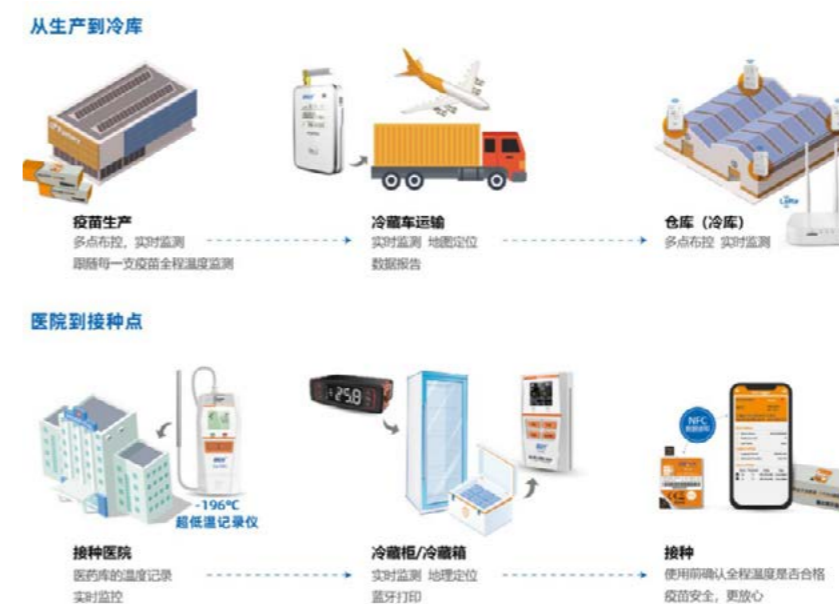 从生产到冷库
疫苗生产
多点布控，实时监测
跟随每一支疫苗全程温度监测
冷藏车运输
实时监测 地图定位
数据报告
仓库（冷库）
多点布控 实时监测
LoRa
医院到接种点
-196℃
超低温记录仪
接种医院
医药库的温度记录
实时监控
25.8
冷藏柜/冷藏箱
实时监测 地理定位
蓝牙打印
NFC
接种
使用前确认全程温度是否合格
疫苗安全，更放心